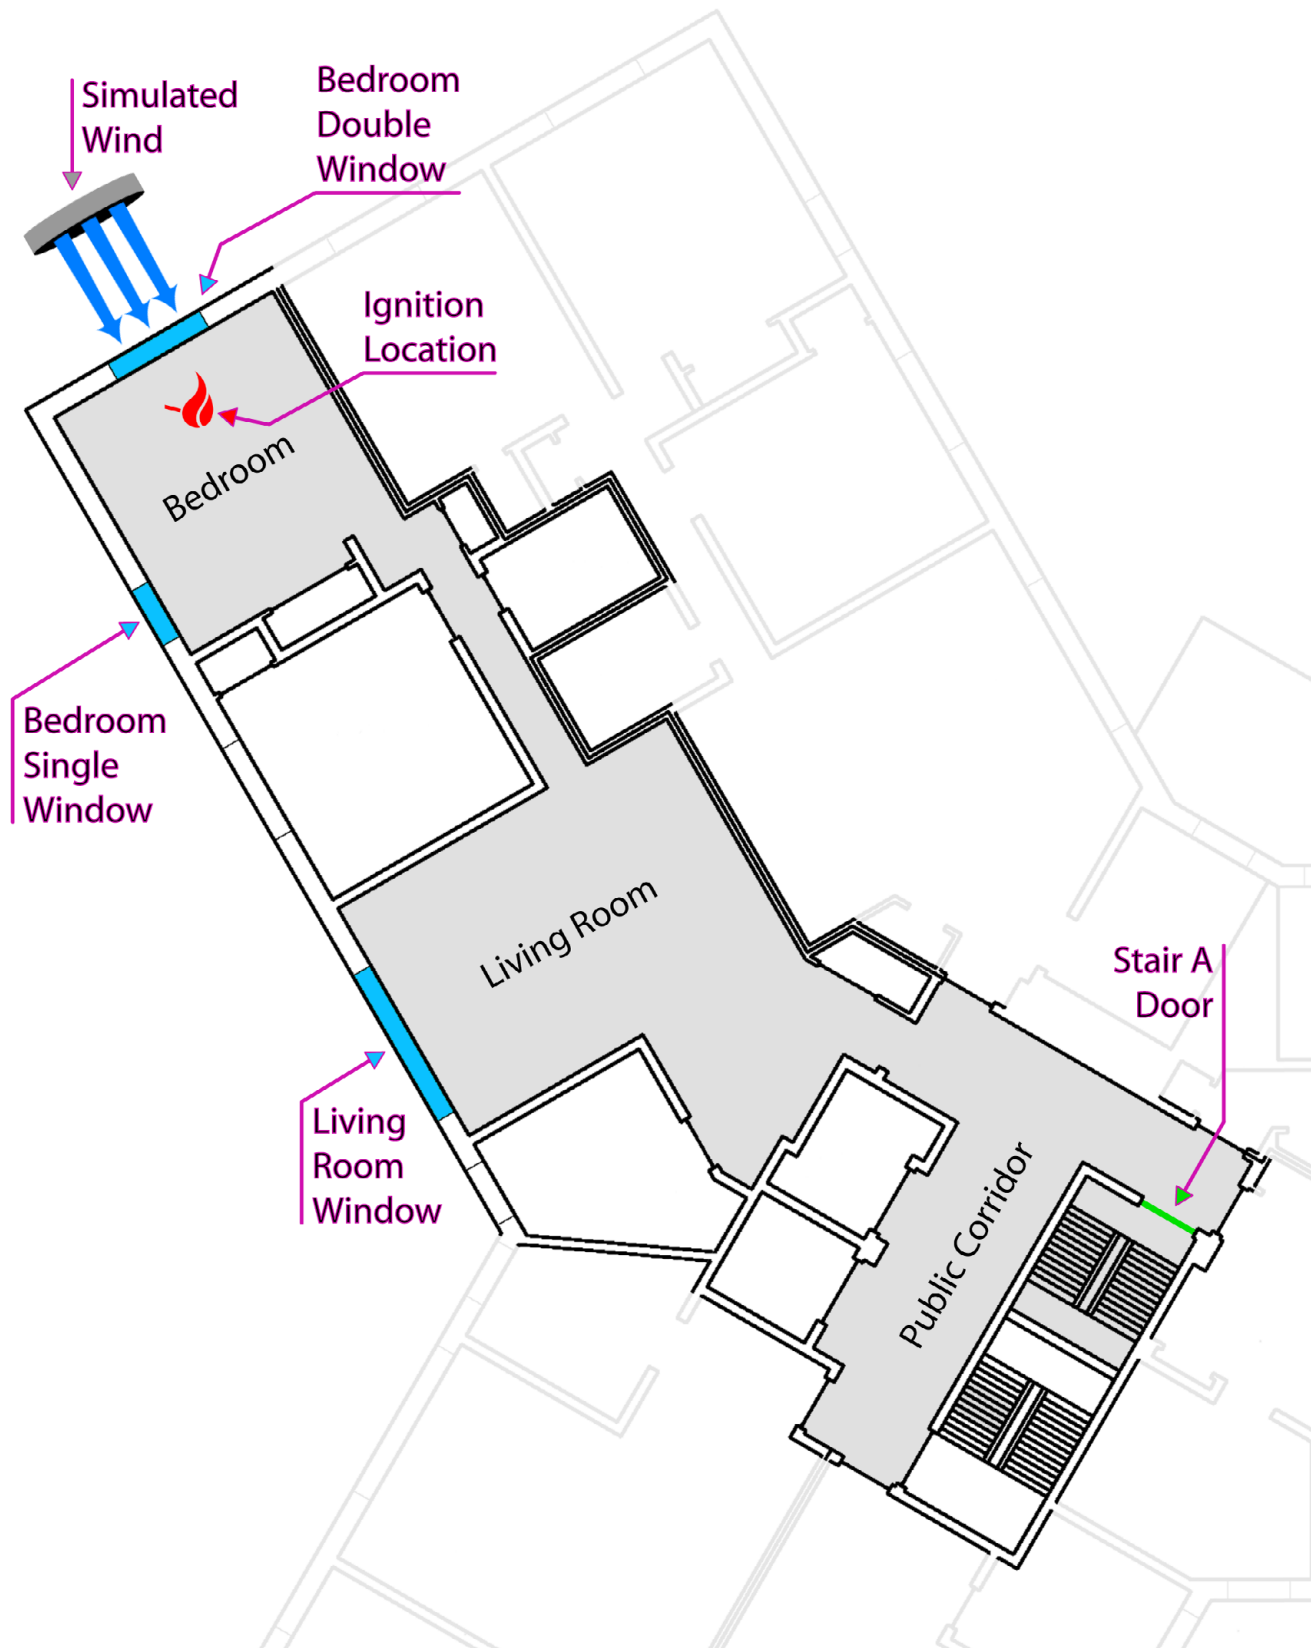 Simulated
Wind
Bedroom
Double
Window
Ignition
Location
Bedroom
Bedroom
Single
Window
Living Room
Stair A
Door
Living
Room
Window
Public Corridor